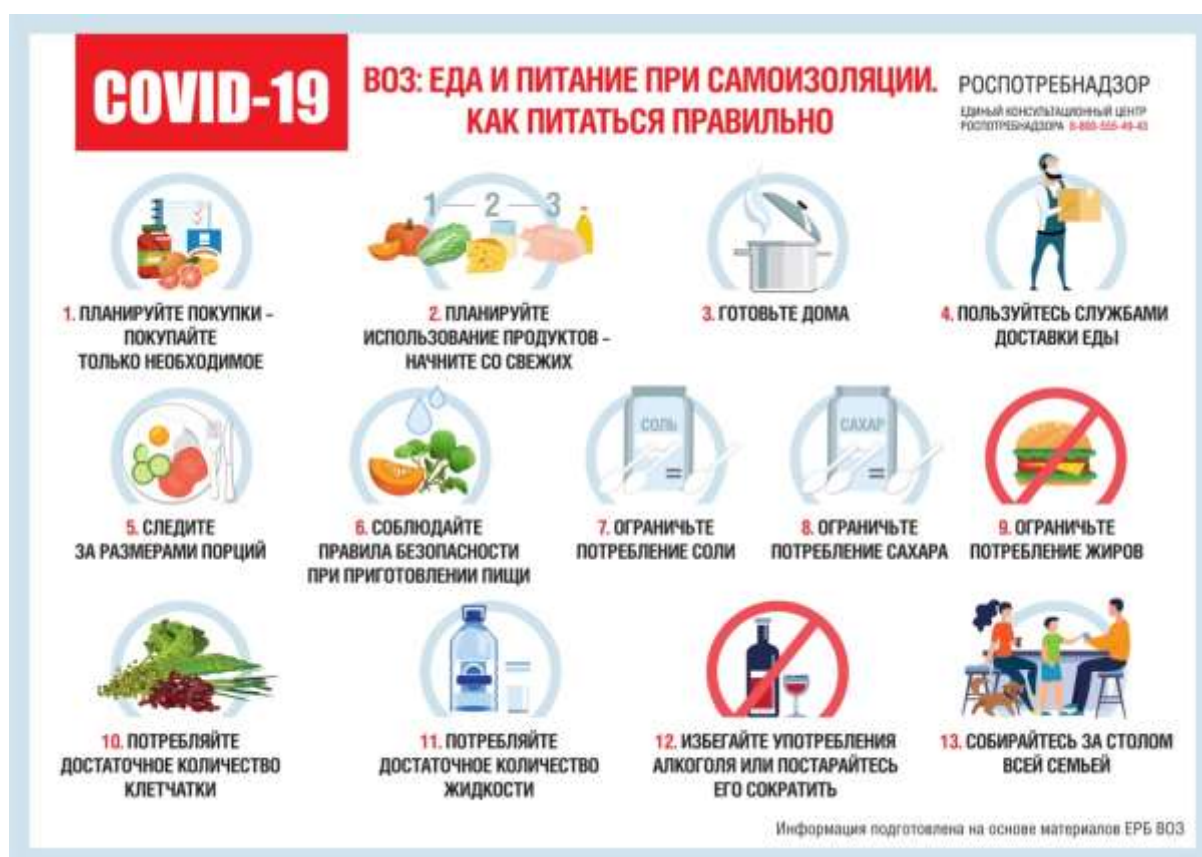 COVID-19
ВОЗ: ЕДА И ПИТАНИЕ ПРИ САМОИЗОЛЯЦИИ.
КАК ПИТАТЬСЯ ПРАВИЛЬНО
РОСПОТРЕБНАДЗОР
ЕДИНЫЙ КОНСУЛЬТАЦИОННЫЙ ЦЕНТР
РОСПОТРЕБНАДЗОРА 8-800-555-49-43
1 — 2 — 3
1. ПЛАНИРУЙТЕ ПОКУПКИ –
ПОКУПАЙТЕ
ТОЛЬКО НЕОБХОДИМОЕ
2. ПЛАНИРУЙТЕ
ИСПОЛЬЗОВАНИЕ ПРОДУКТОВ –
НАЧНИТЕ СО СВЕЖИХ
3. ГОТОВЬТЕ ДОМА
4. ПОЛЬЗУЙТЕСЬ СЛУЖБАМИ
ДОСТАВКИ ЕДЫ
5. СЛЕДИТЕ
ЗА РАЗМЕРАМИ ПОРЦИЙ
6. СОБЛЮДАЙТЕ
ПРАВИЛА БЕЗОПАСНОСТИ
ПРИ ПРИГОТОВЛЕНИИ ПИЩИ
СОЛЬ
7. ОГРАНИЧЬТЕ
ПОТРЕБЛЕНИЕ СОЛИ
САХАР
8. ОГРАНИЧЬТЕ
ПОТРЕБЛЕНИЕ САХАРА
9. ОГРАНИЧЬТЕ
ПОТРЕБЛЕНИЕ ЖИРОВ
10. ПОТРЕБЛЯЙТЕ
ДОСТАТОЧНОЕ КОЛИЧЕСТВО
КЛЕТЧАТКИ
11. ПОТРЕБЛЯЙТЕ
ДОСТАТОЧНОЕ КОЛИЧЕСТВО
ЖИДКОСТИ
12. ИЗБЕГАЙТЕ УПОТРЕБЛЕНИЯ
АЛКОГОЛЯ ИЛИ ПОСТАРАЙТЕСЬ
ЕГО СОКРАТИТЬ
13. СОБИРАЙТЕСЬ ЗА СТОЛОМ
ВСЕЙ СЕМЬЕЙ
Информация подготовлена на основе материалов ЕРБ ВОЗ